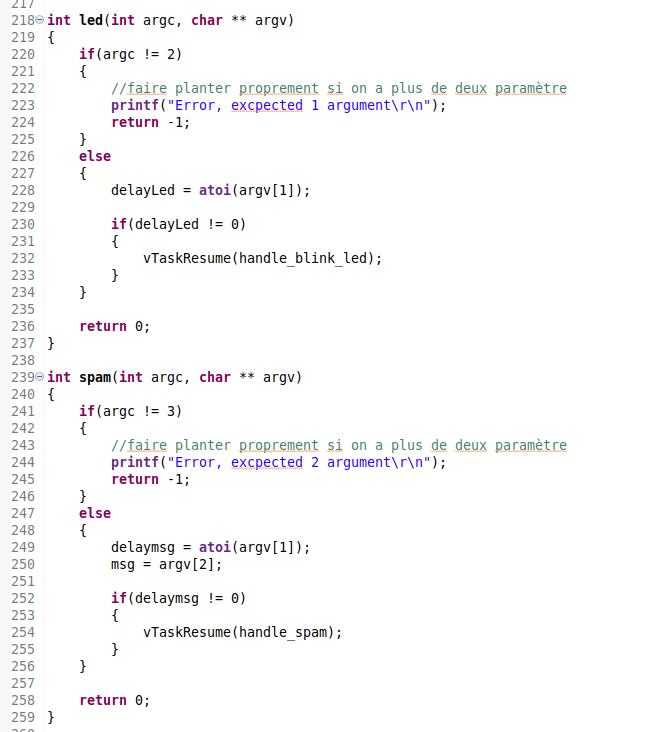 217
218 int led(int argc, char ** argv)
219 {
220     if(argc != 2)
221     {
222         //faire planter proprement si on a plus de deux paramètre
223         printf("Error, excpected 1 argument\r\n");
224         return -1;
225     }
226     else
227     {
228         delayLed = atoi(argv[1]);
229
230         if(delayLed != 0)
231         {
232             vTaskResume(handle_blink_led);
233         }
234     }
235
236     return 0;
237 }
238
239 int spam(int argc, char ** argv)
240 {
241     if(argc != 3)
242     {
243         //faire planter proprement si on a plus de deux paramètre
244         printf("Error, excpected 2 argument\r\n");
245         return -1;
246     }
247     else
248     {
249         delaymsg = atoi(argv[1]);
250         msg = argv[2];
251
252         if(delaymsg != 0)
253         {
254             vTaskResume(handle_spam);
255         }
256     }
257
258     return 0;
259 }